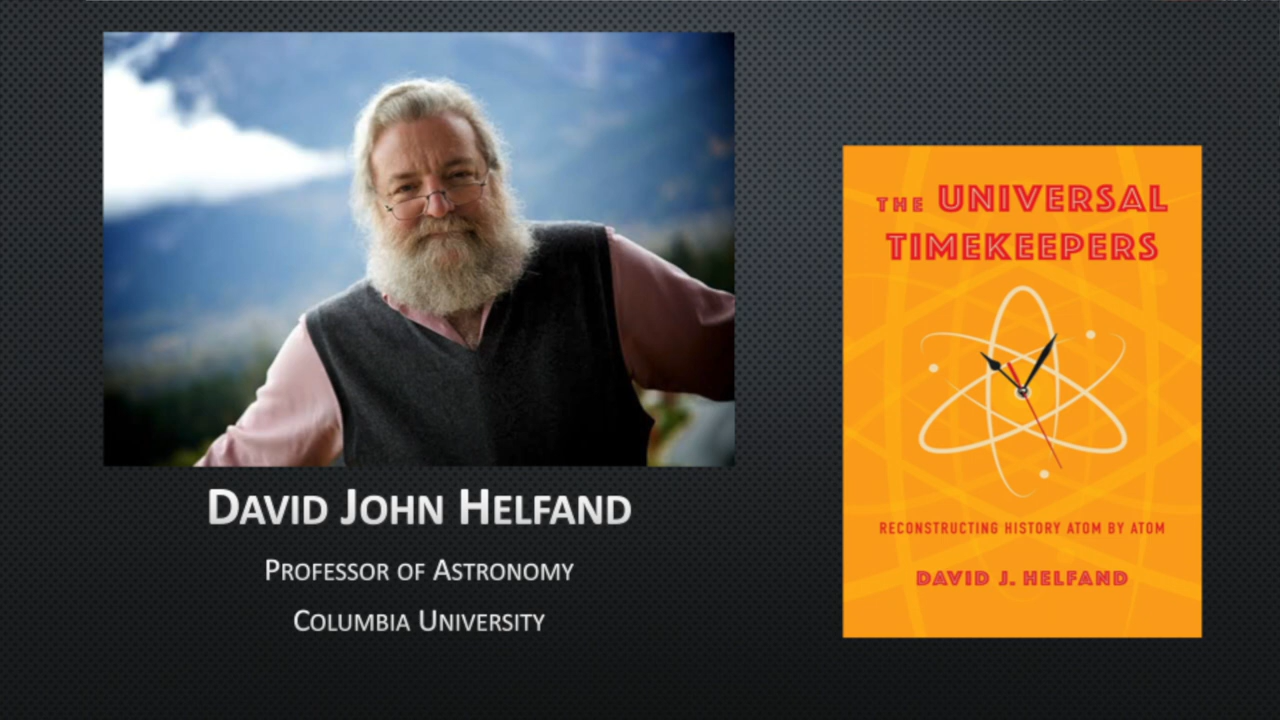 David John Helfand
Professor of Astronomy
Columbia University
THE UNIVERSAL
TIMEKEEPERS
RECONSTRUCTING HISTORY ATOM BY ATOM
DAVID J. HELFAND